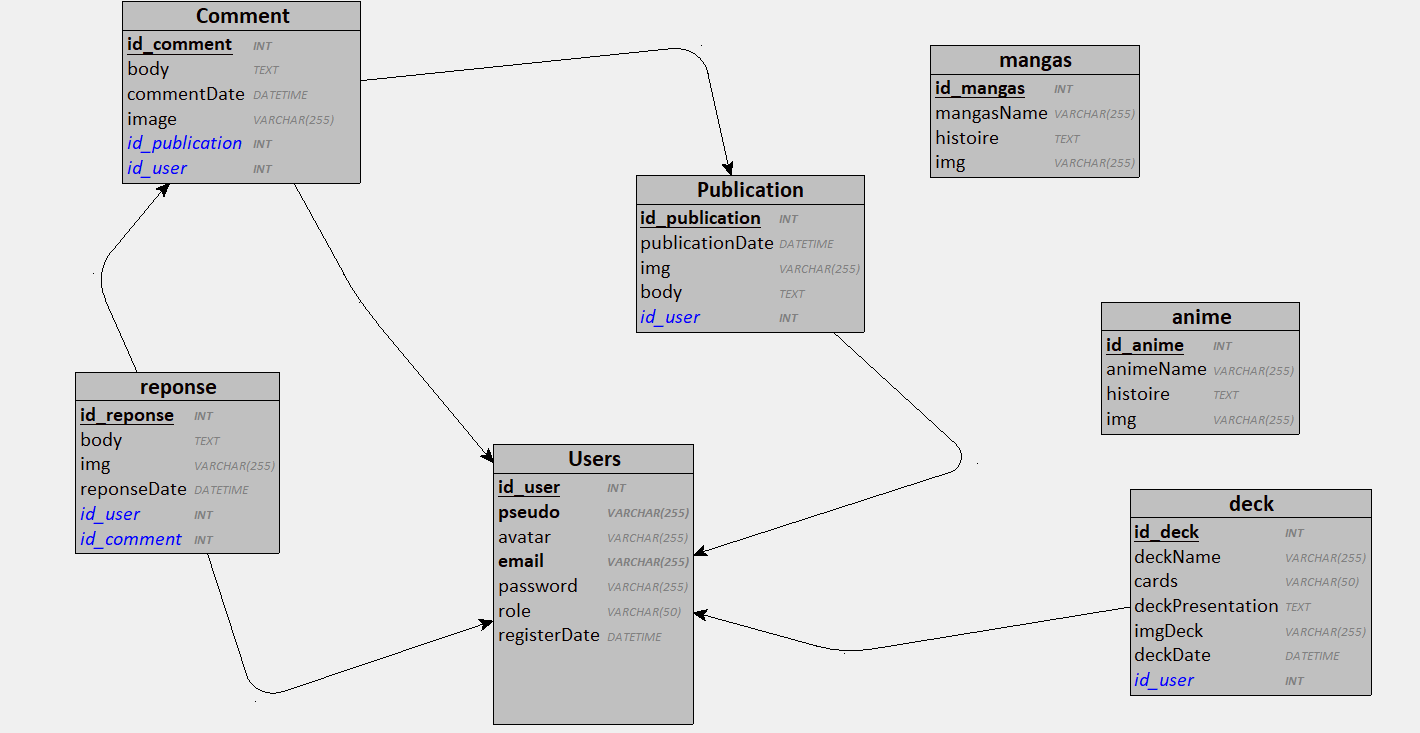 Comment
id_comment INT
body TEXT
commentDate DATETIME
image VARCHAR(255)
id_publication INT
id_user INT
mangas
id_mangas INT
mangasName VARCHAR(255)
histoire TEXT
img VARCHAR(255)
Publication
id_publication INT
publicationDate DATETIME
img VARCHAR(255)
body TEXT
id_user INT
anime
id_anime INT
animeName VARCHAR(255)
histoire TEXT
img VARCHAR(255)
reponse
id_reponse INT
body TEXT
img VARCHAR(255)
reponseDate DATETIME
id_user INT
id_comment INT
Users
id_user INT
pseudo VARCHAR(255)
avatar VARCHAR(255)
email VARCHAR(255)
password VARCHAR(255)
role VARCHAR(50)
registerDate DATETIME
deck
id_deck INT
deckName VARCHAR(255)
cards VARCHAR(50)
deckPresentation TEXT
imgDeck VARCHAR(255)
deckDate DATETIME
id_user INT